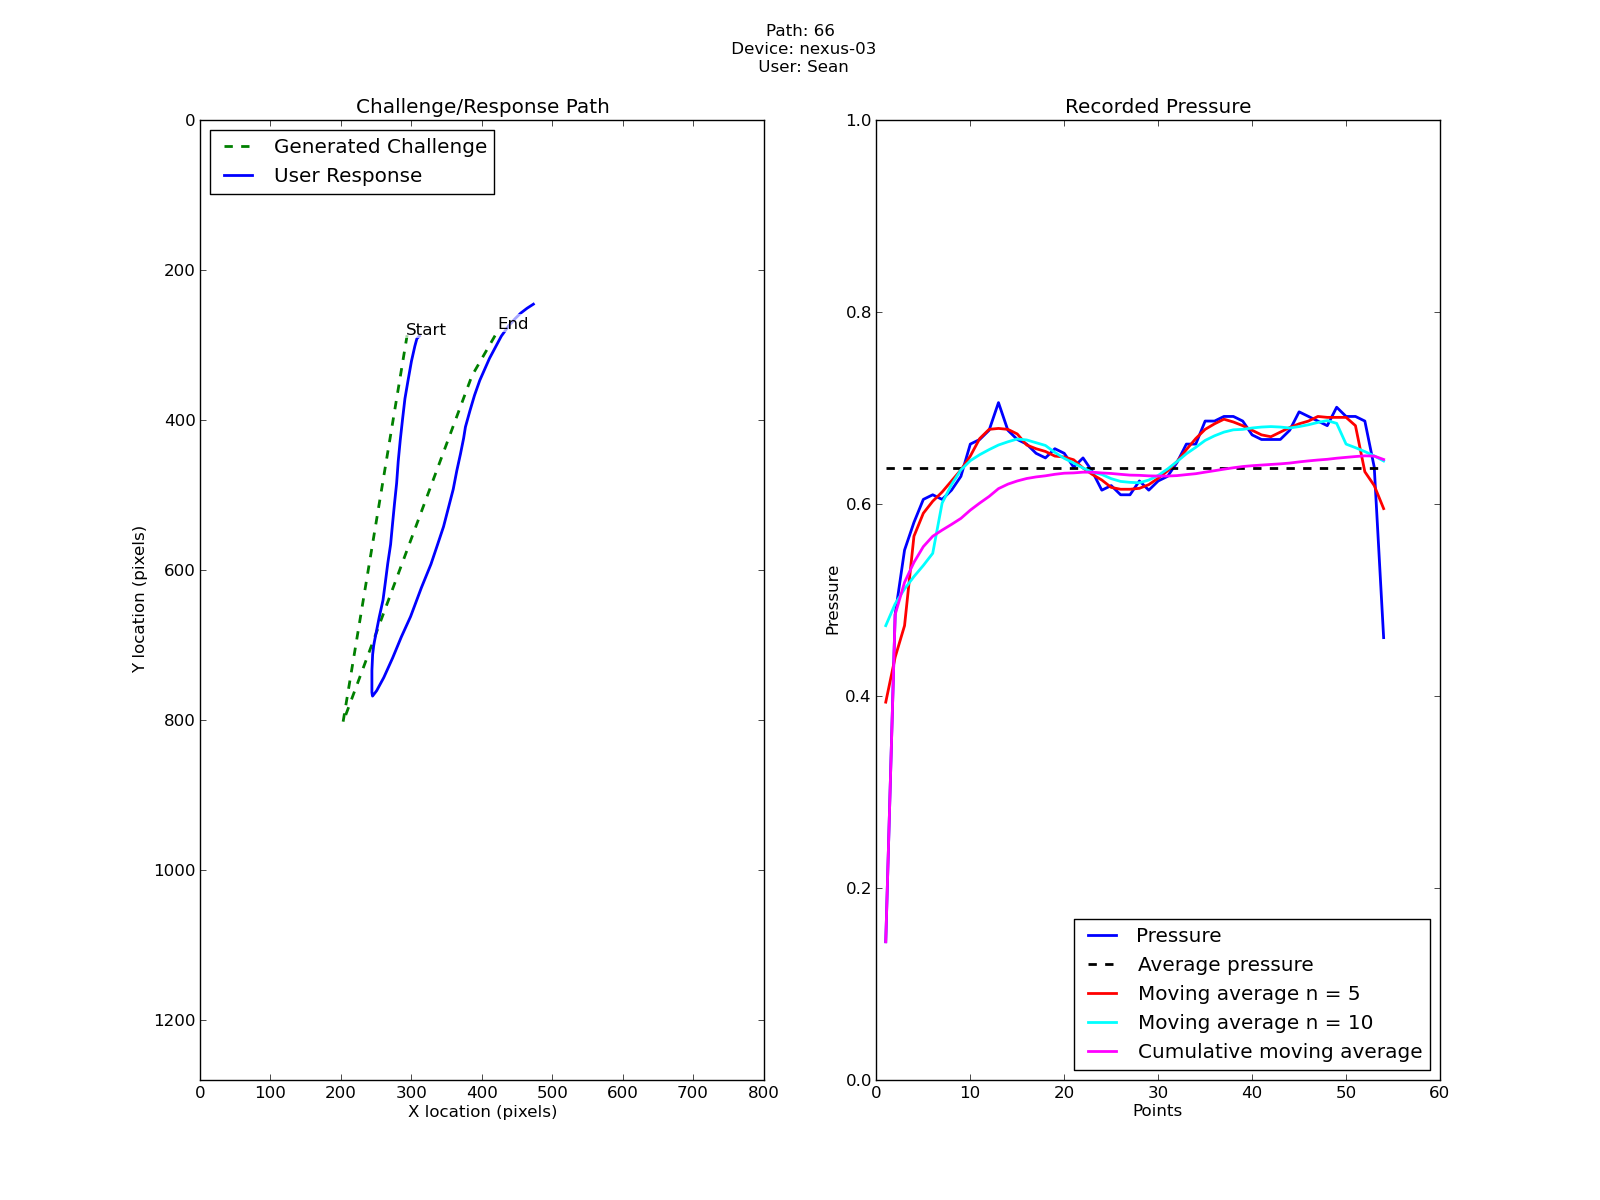 Path: 66
Device: nexus-03
User: Sean
Challenge/Response Path
Generated Challenge
User Response
Start
End
0
200
400
600
800
1000
1200
Y location (pixels)
0 100 200 300 400 500 600 700 800
X location (pixels)
Recorded Pressure
1.0
0.8
0.6
0.4
0.2
0.0
Pressure
Pressure
Average pressure
Moving average n = 5
Moving average n = 10
Cumulative moving average
0 10 20 30 40 50 60
Points